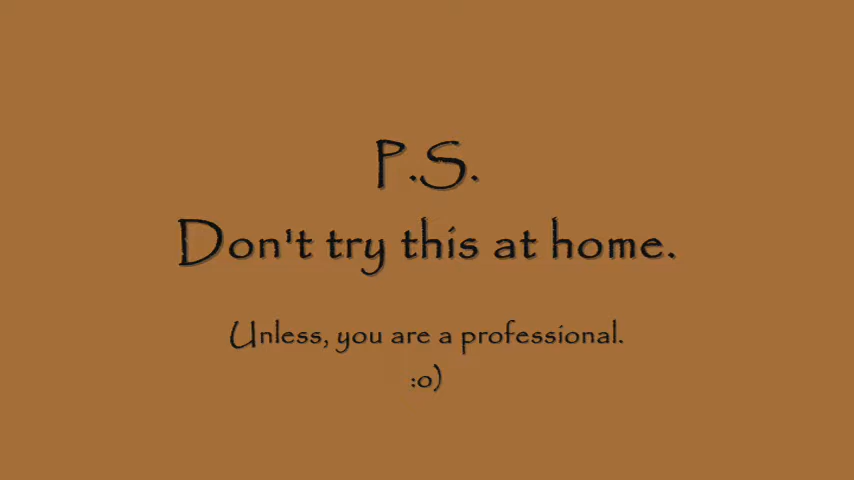 P.S.
Don't try this at home.
Unless, you are a professional.
:o)